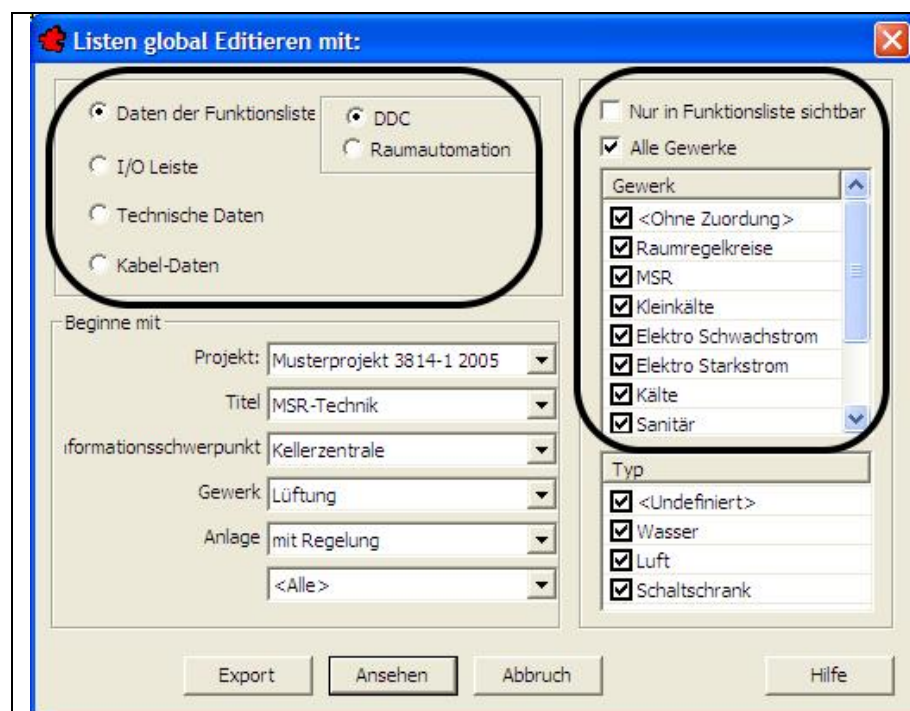 Listen global Editieren mit:
Daten der Funktionsliste
DDC
Raumautomation
I/O Leiste
Technische Daten
Kabel-Daten
Nur in Funktionsliste sichtbar
Alle Gewerke
Gewerk
<Ohne Zuordung>
Raumregelkreise
MSR
Kleinkälte
Elektro Schwachstrom
Elektro Starkstrom
Kälte
Sanitär
Beginne mit
Projekt: Musterprojekt 3814-1 2005
Titel MSR-Technik
nformationsschwerpunkt Kellerzentrale
Gewerk Lüftung
Anlage mit Regelung
<Alle>
Typ
<Undefiniert>
Wasser
Luft
Schaltschrank
Export Ansehen Abbruch Hilfe